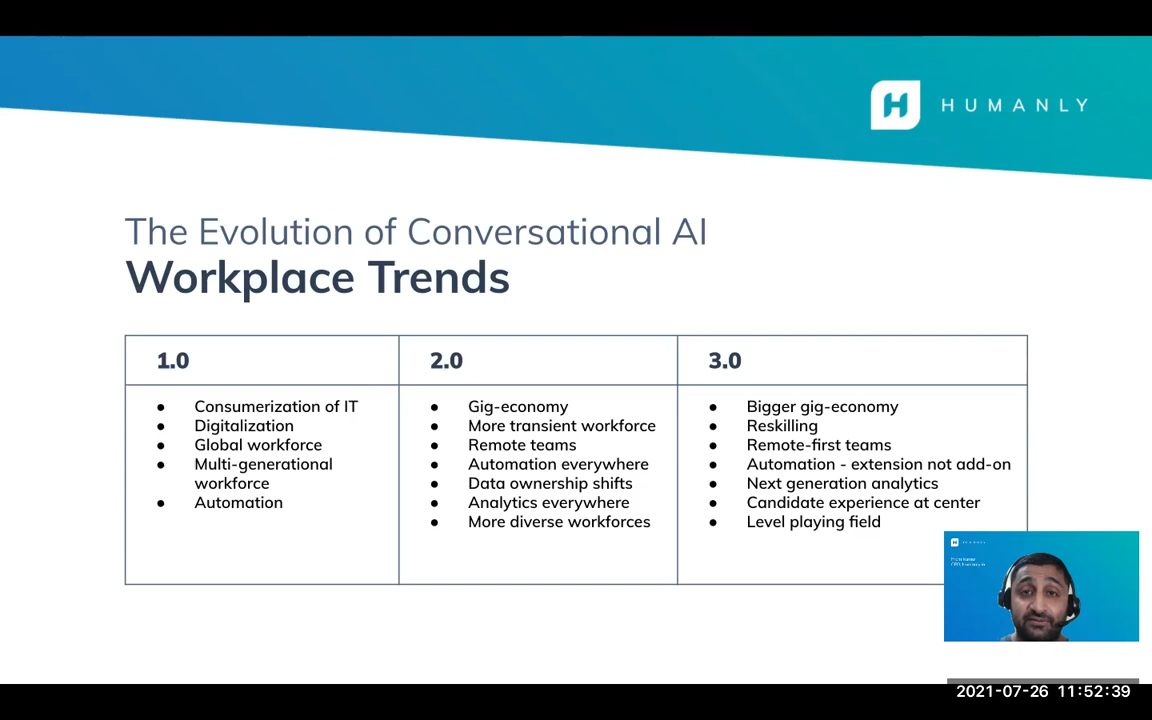 HUMANLY
The Evolution of Conversational AI
Workplace Trends
1.0
2.0
3.0
● Consumerization of IT
● Digitalization
● Global workforce
● Multi-generational
workforce
● Automation
● Gig-economy
● More transient workforce
● Remote teams
● Automation everywhere
● Data ownership shifts
● Analytics everywhere
● More diverse workforces
● Bigger gig-economy
● Reskilling
● Remote-first teams
● Automation - extension not add-on
● Next generation analytics
● Candidate experience at center
● Level playing field
2021-07-26 11:52:39